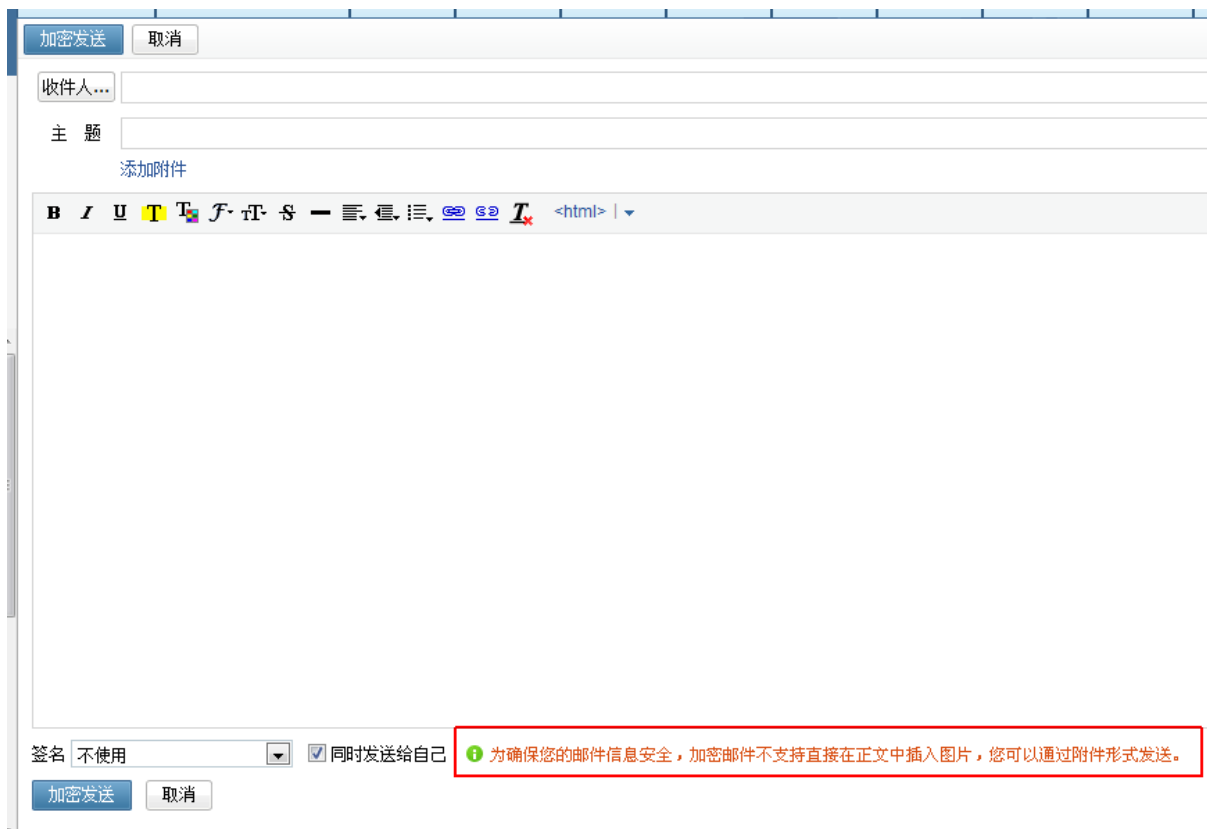 加密发送 取消
收件人...
主 题
添加附件
B I U T T F TT S T <html>
签名 不使用 同时发送给自己 为确保您的邮件信息安全，加密邮件不支持直接在正文中插入图片，您可以通过附件形式发送。
加密发送 取消